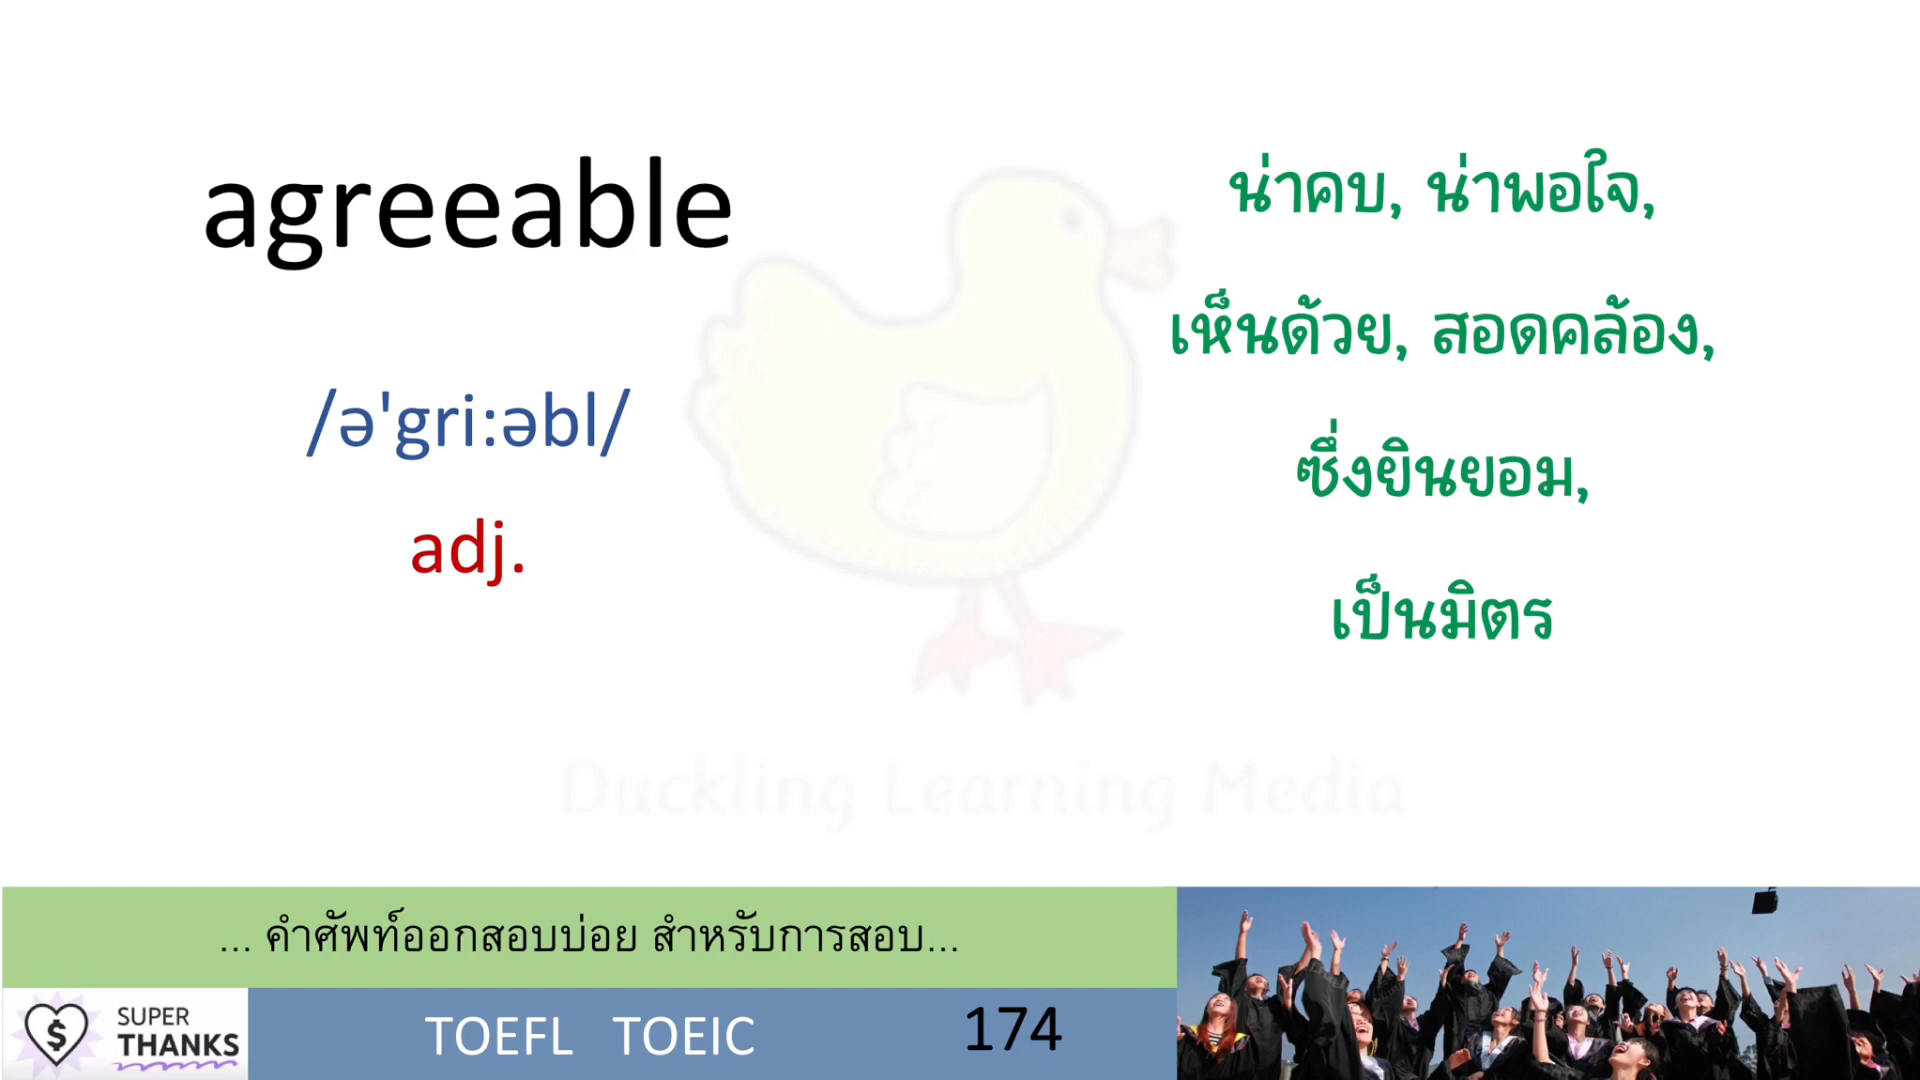 agreeable
/ə'gri:əbl/
adj.
น่าคบ, น่าพอใจ,
เห็นด้วย, สอดคล้อง,
ซึ่งยินยอม,
เป็นมิตร
Duckling Learning Media
... คำศัพท์ออกสอบบ่อย สำหรับการสอบ...
SUPER
THANKS
TOEFL TOEIC
174